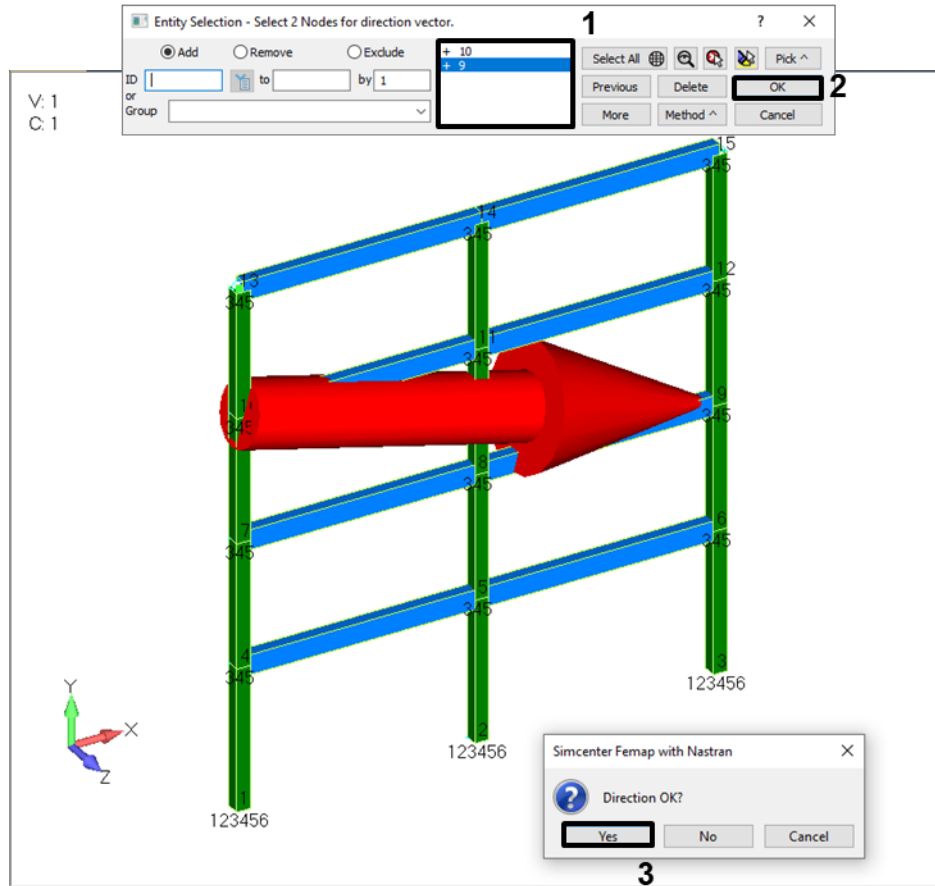 Entity Selection - Select 2 Nodes for direction vector.
?
1
Add
Remove
Exclude
+ 10
+ 9
Select All
Pick ^
ID
to
by
1
Previous
Delete
OK
2
or
Group
More
Method ^
Cancel
V: 1
C: 1
15
345
14
345
13
345
12
345
11
345
9
345
345
8
345
7
345
6
345
5
345
4
345
3
123456
2
123456
1
123456
Y
X
Z
Simcenter Femap with Nastran
Direction OK?
Yes
No
Cancel
3